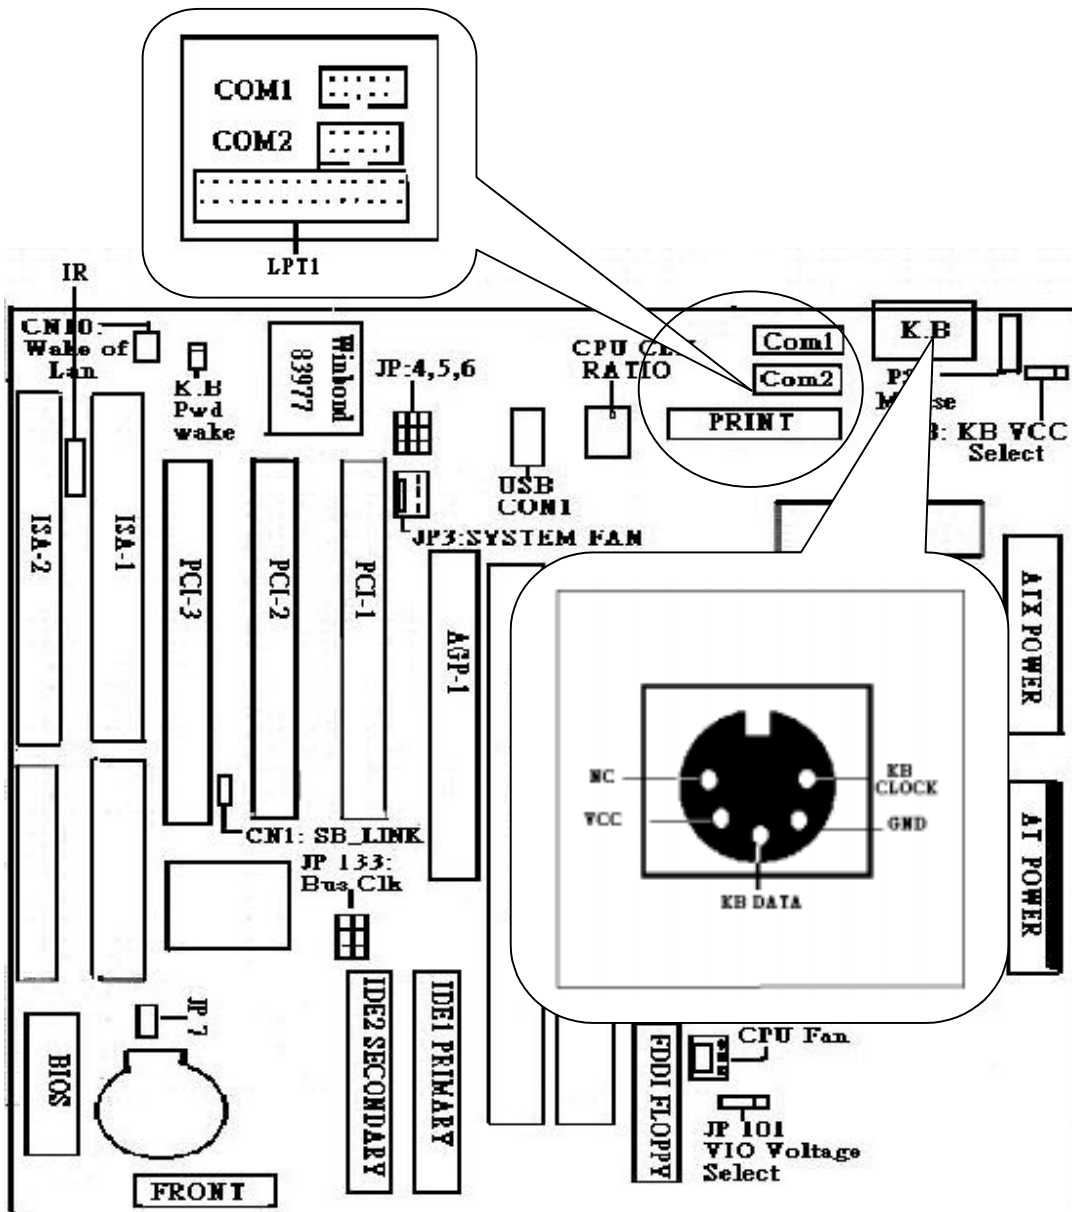 COM1
COM2
LPT1
IR
CN10:
Wake of
Lan
K.B
Pwd
wake
Winbond
83977
JP:4,5,6
CPU CLK
RATIO
Com1
Com2
PRINT
K.B
PS
M se
: KB VCC
Select
USB
CON1
JP3:SYSTEM FAN
ISA-2
ISA-1
PCI-3
PCI-2
PCI-1
AGP-1
ATX POWER
AT POWER
NC
VCC
KB
CLOCK
GND
KB DATA
CN1: SB_LINK
JP 133:
Bus Clk
JP 7
BIOS
IDE2 SECONDARY
IDE1 PRIMARY
FDD1 FLOPPY
CPU Fan
JP 101
VIO Voltage
Select
FRONT